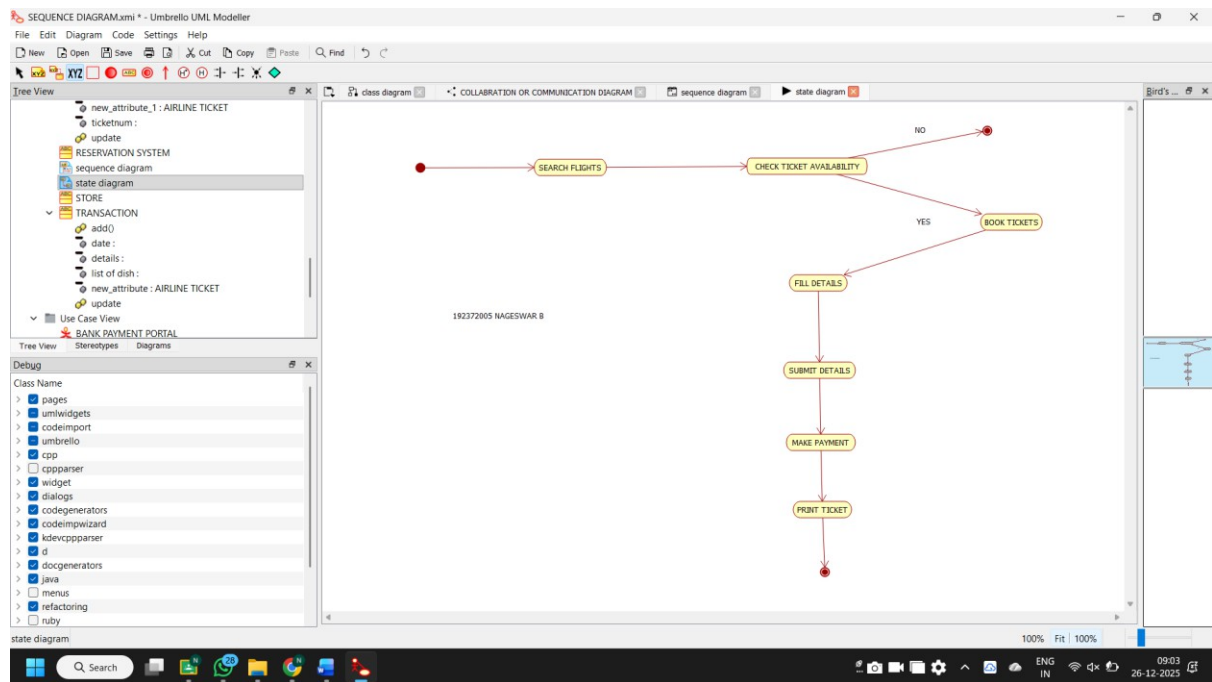 SEQUENCE DIAGRAM.xmi * - Umbrello UML Modeller
File Edit Diagram Code Settings Help
New Open Save Cut Copy Paste Find
XYZ
Tree View
class diagram COLLABRATION OR COMMUNICATION DIAGRAM sequence diagram state diagram
Bird's ...
new_attribute_1 : AIRLINE TICKET
ticketnum :
update
RESERVATION SYSTEM
sequence diagram
state diagram
STORE
TRANSACTION
add()
date :
details :
list of dish :
new_attribute : AIRLINE TICKET
update
Use Case View
BANK PAYMENT PORTAL
Tree View Stereotypes Diagrams
Debug
Class Name
pages
umlwidgets
codeimport
umbrello
cpp
cppparser
widget
dialogs
codegenerators
codeimpwizard
kdevcppparser
d
docgenerators
java
menus
refactoring
ruby
NO
SEARCH FLIGHTS
CHECK TICKET AVAILABILITY
YES
BOOK TICKETS
FILL DETAILS
192372005 NAGESWAR B
SUBMIT DETAILS
MAKE PAYMENT
PRINT TICKET
state diagram
100% Fit 100%
Search
28
ENG
IN
09:03
26-12-2025